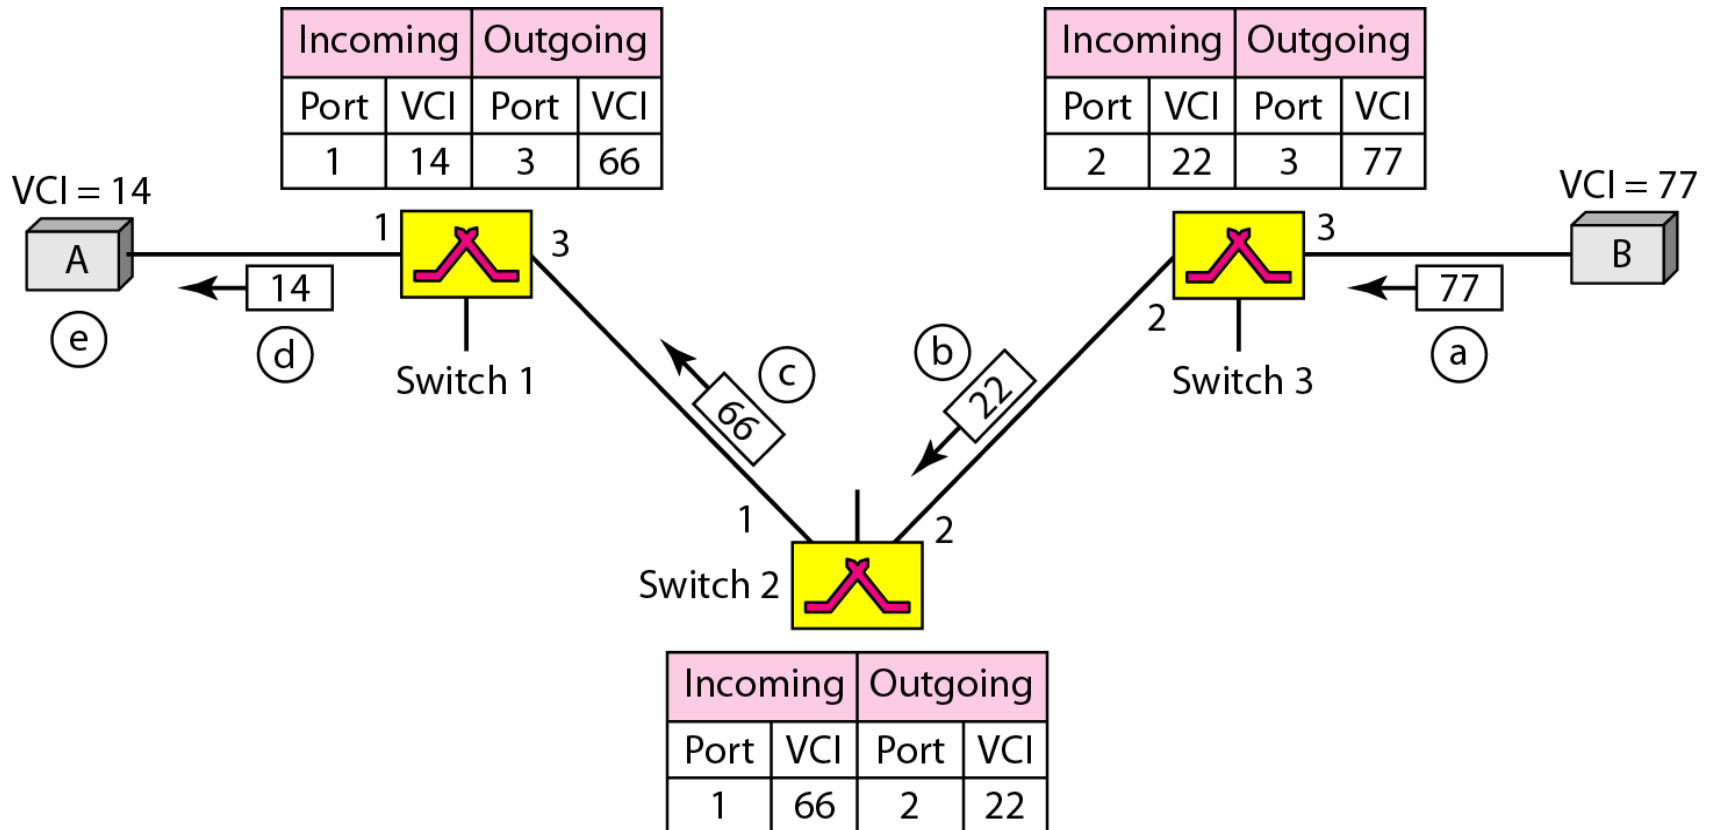 Incoming Outgoing
Port VCI Port VCI
1 14 3 66
Incoming Outgoing
Port VCI Port VCI
2 22 3 77
VCI = 14
VCI = 77
A
1
3
3
B
14
2
77
e
d
Switch 1
c
b
Switch 3
a
66
22
1
2
Switch 2
Incoming Outgoing
Port VCI Port VCI
1 66 2 22